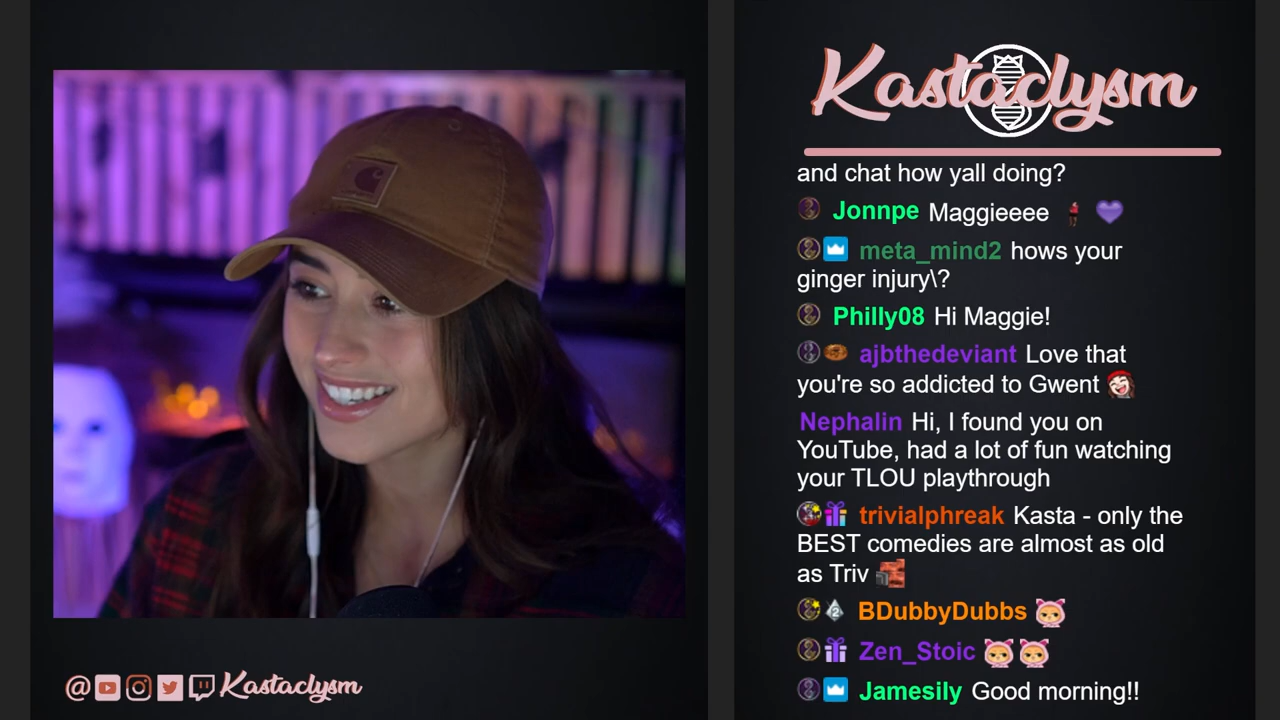 Kastaclysm
and chat how yall doing?
Jonnpe Maggieeee
meta_mind2 hows your
ginger injury\?
Philly08 Hi Maggie!
ajbthedeviant Love that
you're so addicted to Gwent
Nephalin Hi, I found you on
YouTube, had a lot of fun watching
your TLOU playthrough
trivialphreak Kasta - only the
BEST comedies are almost as old
as Triv
BDubbyDubbs
Zen_Stoic
Jamesily Good morning!!
@ Kastaclysm